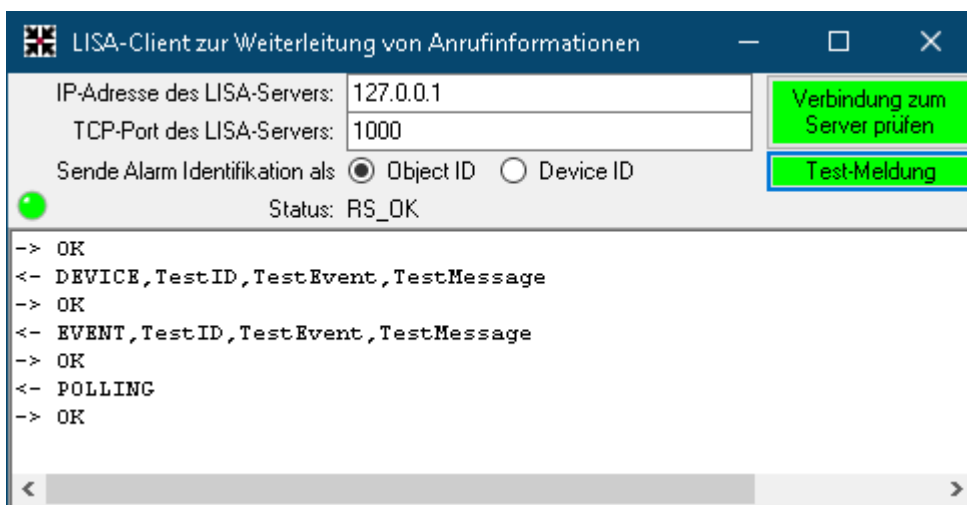 LISA-Client zur Weiterleitung von Anrufinformationen
IP-Adresse des LISA-Servers: 127.0.0.1
Verbindung zum
Server prüfen
TCP-Port des LISA-Servers: 1000
Sende Alarm Identifikation als Object ID Device ID
Test-Meldung
Status: RS_OK
-> OK
<- DEVICE,TestID,TestEvent,TestMessage
-> OK
<- EVENT,TestID,TestEvent,TestMessage
-> OK
<- POLLING
-> OK